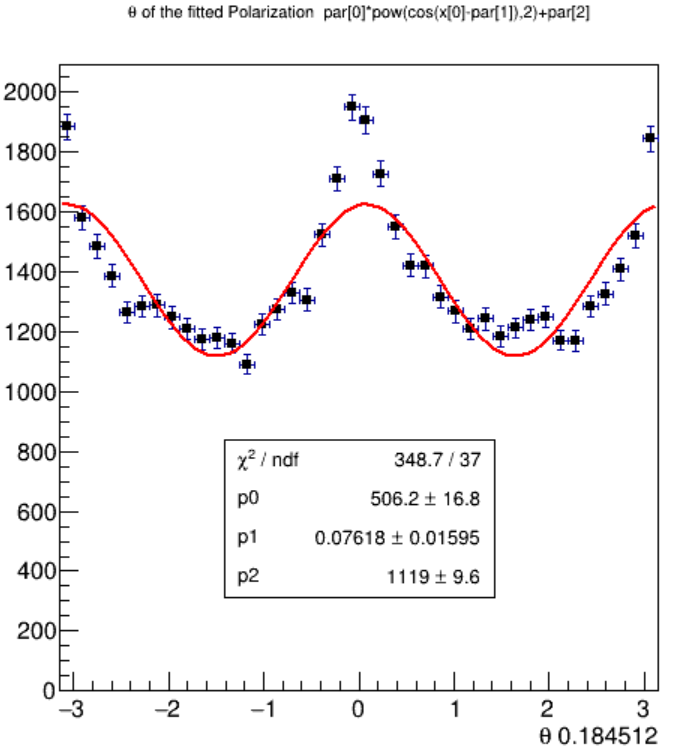 θ of the fitted Polarization par[0]*pow(cos(x[0]-par[1]),2)+par[2]
2000
1800
1600
1400
1200
1000
800
600
400
200
0
χ² / ndf 348.7 / 37
p0 506.2 ± 16.8
p1 0.07618 ± 0.01595
p2 1119 ± 9.6
−3 −2 −1 0 1 2 3
θ 0.184512